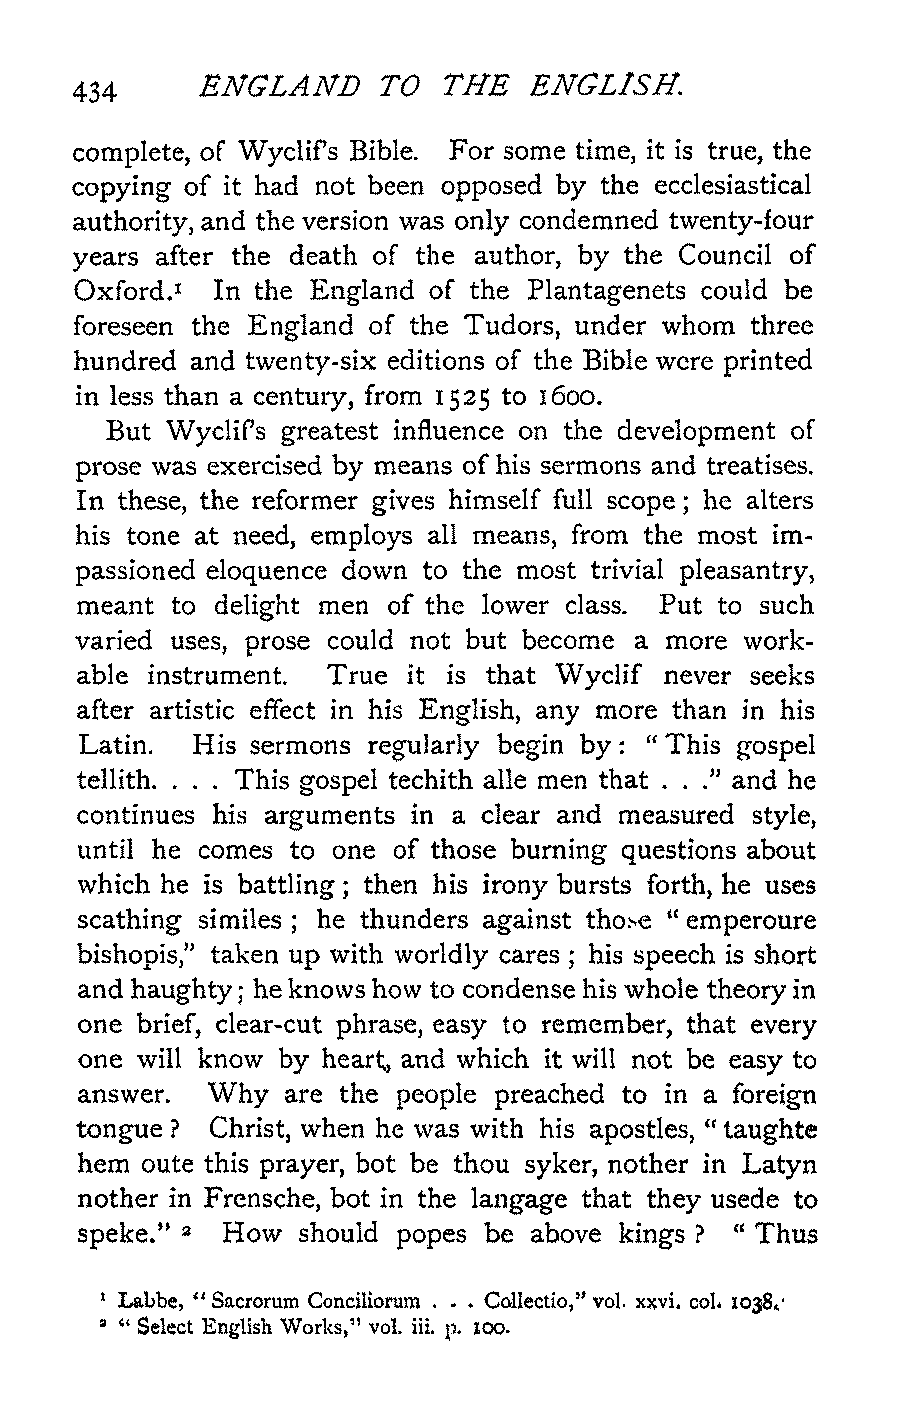 434 ENGLAND TO THE ENGLISH.
complete, of Wyclif's Bible. For some time, it is true, the
copying of it had not been opposed by the ecclesiastical
authority, and the version was only condemned twenty-four
years after the death of the author, by the Council of
Oxford.¹ In the England of the Plantagenets could be
foreseen the England of the Tudors, under whom three
hundred and twenty-six editions of the Bible were printed
in less than a century, from 1525 to 1600.
But Wyclif's greatest influence on the development of
prose was exercised by means of his sermons and treatises.
In these, the reformer gives himself full scope; he alters
his tone at need, employs all means, from the most im-
passioned eloquence down to the most trivial pleasantry,
meant to delight men of the lower class. Put to such
varied uses, prose could not but become a more work-
able instrument. True it is that Wyclif never seeks
after artistic effect in his English, any more than in his
Latin. His sermons regularly begin by: "This gospel
tellith. . . . This gospel techith alle men that . . ." and he
continues his arguments in a clear and measured style,
until he comes to one of those burning questions about
which he is battling; then his irony bursts forth, he uses
scathing similes; he thunders against those "emperoure
bishopis," taken up with worldly cares; his speech is short
and haughty; he knows how to condense his whole theory in
one brief, clear-cut phrase, easy to remember, that every
one will know by heart, and which it will not be easy to
answer. Why are the people preached to in a foreign
tongue? Christ, when he was with his apostles, "taughte
hem oute this prayer, bot be thou syker, nother in Latyn
nother in Frensche, bot in the langage that they usede to
speke." ² How should popes be above kings? "Thus
¹ Labbe, "Sacrorum Conciliorum . . . Collectio," vol. xxvi. col. 1038.
² "Select English Works," vol. iii. p. 100.